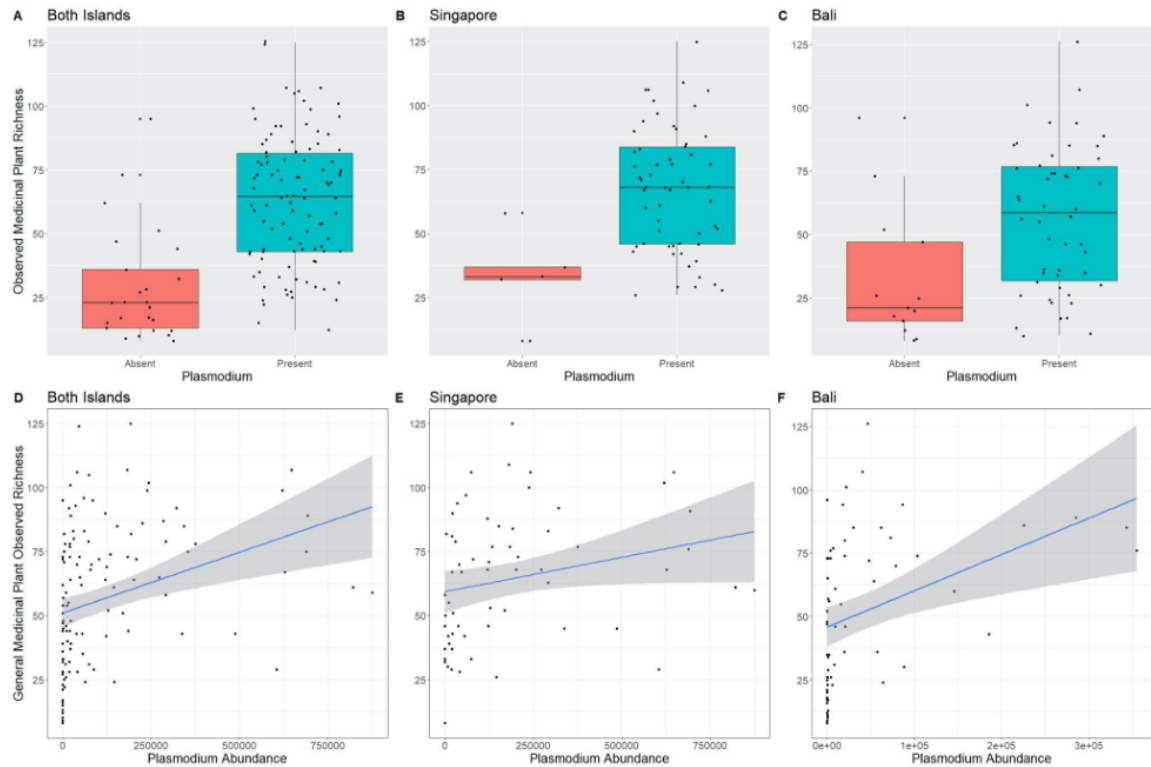 A Both Islands
B Singapore
C Bali
Observed Medicinal Plant Richness
125
100
75
50
25
Absent
Present
Plasmodium
125
100
75
50
25
Absent
Present
Plasmodium
125
100
75
50
25
Absent
Present
Plasmodium
D Both Islands
E Singapore
F Bali
General Medicinal Plant Observed Richness
125
100
75
50
25
0
250000
500000
750000
Plasmodium Abundance
125
100
75
50
25
0
250000
500000
750000
Plasmodium Abundance
125
100
75
50
25
0e+00
1e+05
2e+05
3e+05
Plasmodium Abundance